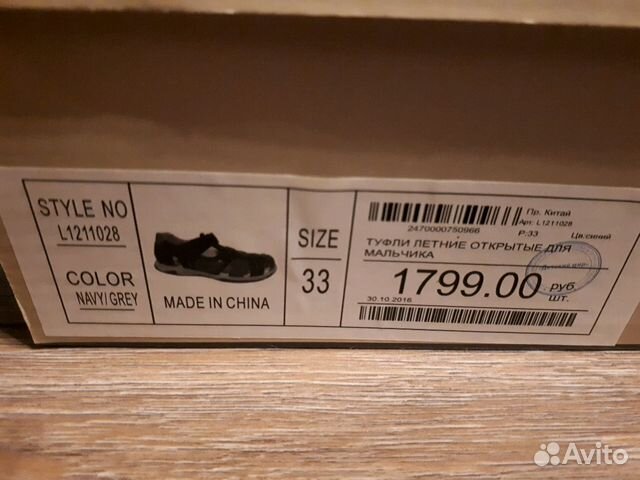 STYLE NO
L1211028
COLOR
NAVY/GREY
MADE IN CHINA
SIZE
33
Пр. Китай
Арт: L1211028
2470000750966
Р:33
Цв:синий
ТУФЛИ ЛЕТНИЕ ОТКРЫТЫЕ ДЛЯ
МАЛЬЧИКА
1799.00 руб
шт.
30.10.2016
Avito